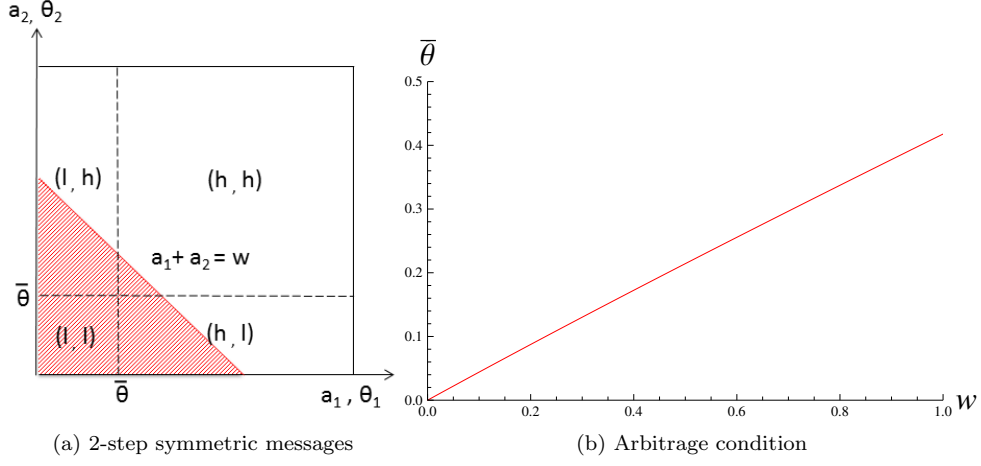 a₂, θ₂
(l , h)
(h , h)
a₁+ a₂ = w
θ̅
(l, l)
(h , l)
θ̅
a₁ , θ₁
(a) 2-step symmetric messages
θ̅
0.5
0.4
0.3
0.2
0.1
0.0
0.0 0.2 0.4 0.6 0.8 1.0 w
(b) Arbitrage condition